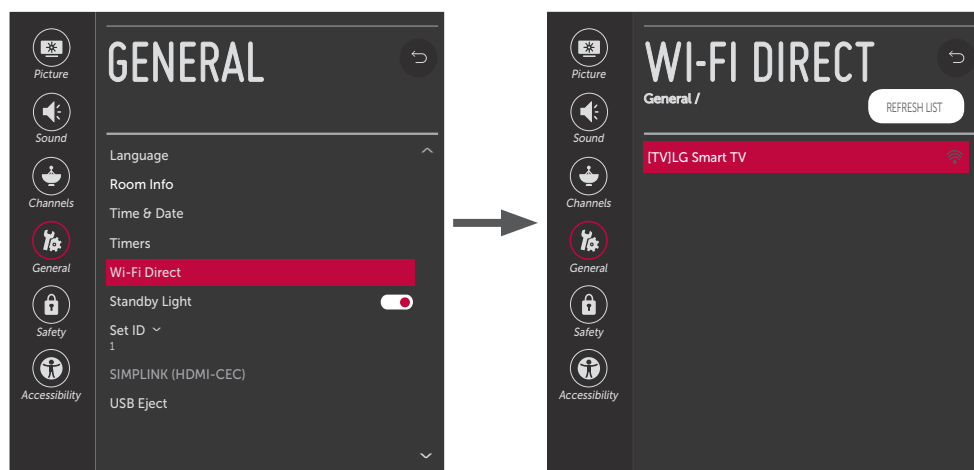 Picture
Sound
Channels
General
Safety
Accessibility
GENERAL
Language
Room Info
Time & Date
Timers
Wi-Fi Direct
Standby Light
Set ID
1
SIMPLINK (HDMI-CEC)
USB Eject
Picture
Sound
Channels
General
Safety
Accessibility
WI-FI DIRECT
General /
REFRESH LIST
[TV]LG Smart TV